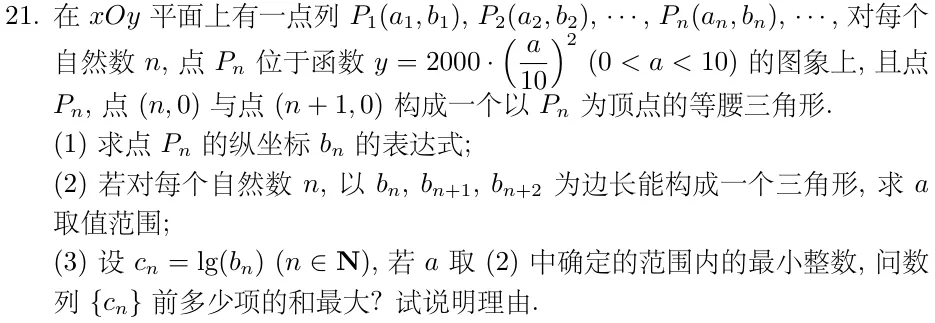 21. 在 xOy 平面上有一点列 P₁(a₁, b₁), P₂(a₂, b₂), ⋯, Pₙ(aₙ, bₙ), ⋯, 对每个
自然数 n, 点 Pₙ 位于函数 y = 2000 · (a/10)² (0 < a < 10) 的图象上, 且点
Pₙ, 点 (n, 0) 与点 (n + 1, 0) 构成一个以 Pₙ 为顶点的等腰三角形.
(1) 求点 Pₙ 的纵坐标 bₙ 的表达式;
(2) 若对每个自然数 n, 以 bₙ, bₙ₊₁, bₙ₊₂ 为边长能构成一个三角形, 求 a
取值范围;
(3) 设 cₙ = lg(bₙ) (n ∈ N), 若 a 取 (2) 中确定的范围内的最小整数, 问数
列 {cₙ} 前多少项的和最大? 试说明理由.